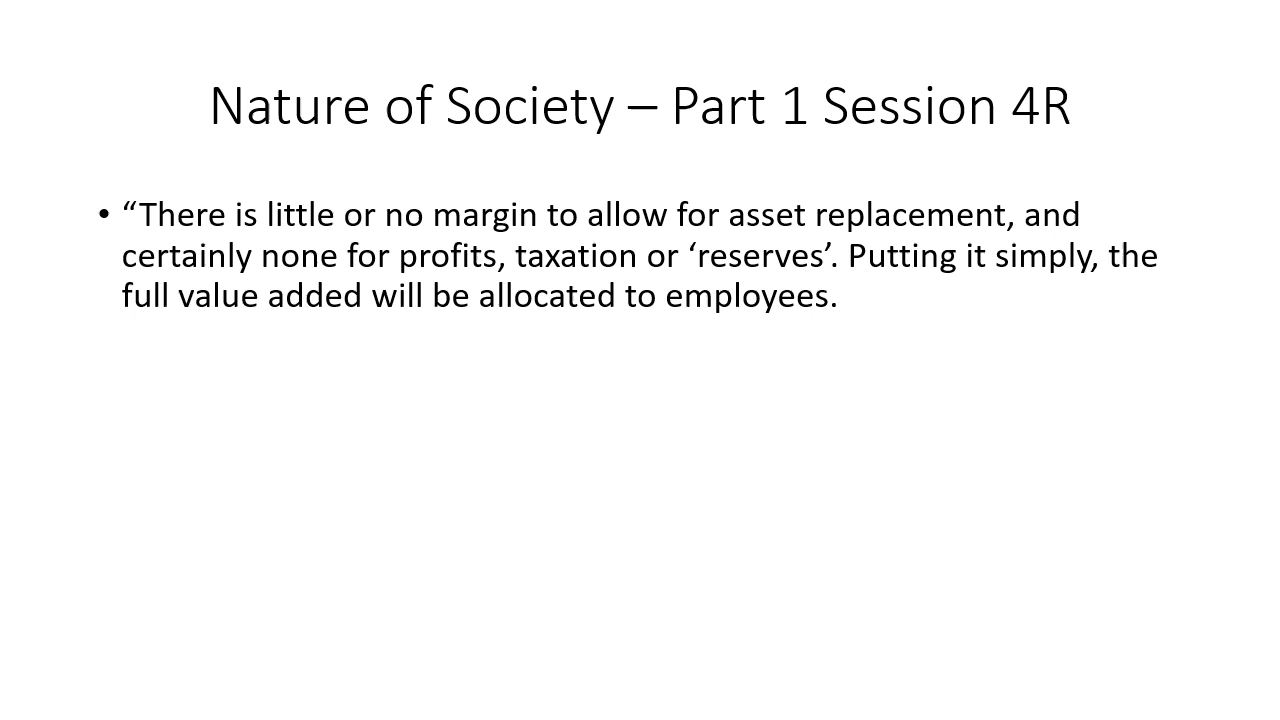 Nature of Society – Part 1 Session 4R
• “There is little or no margin to allow for asset replacement, and
certainly none for profits, taxation or ‘reserves’. Putting it simply, the
full value added will be allocated to employees.